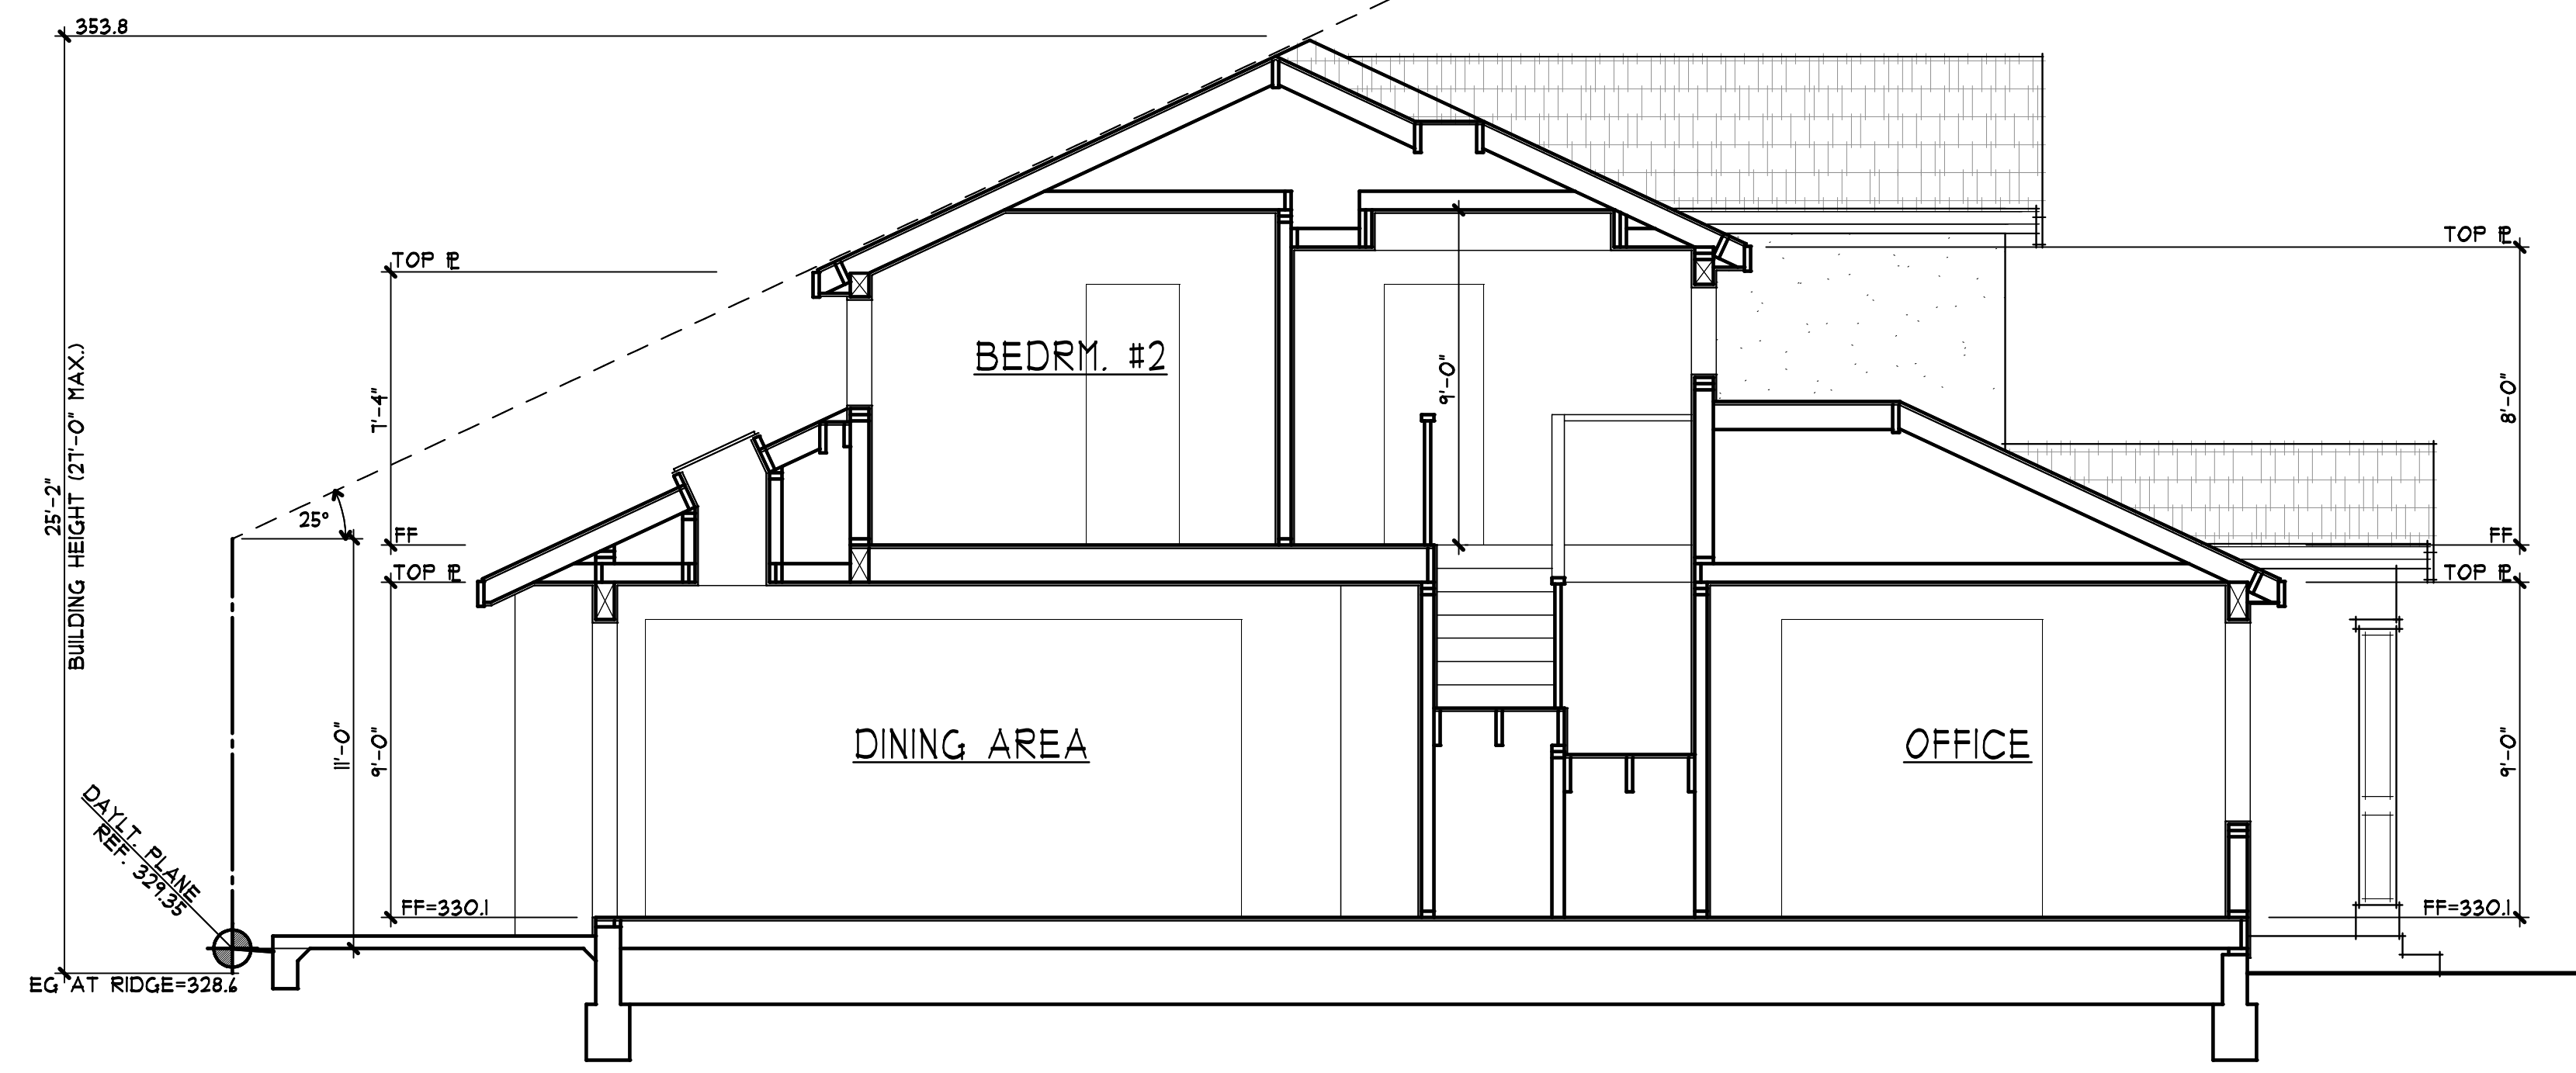 353.8
TOP PL
TOP PL
BEDRM. #2
9'-0"
7'-4"
8'-0"
25'-2"
BUILDING HEIGHT (27'-0" MAX.)
25°
FF
FF
TOP PL
TOP PL
11'-0"
9'-0"
DINING AREA
OFFICE
9'-0"
DAYLT. PLANE
REF. 329.35
FF=330.1
FF=330.1
EG AT RIDGE=328.6